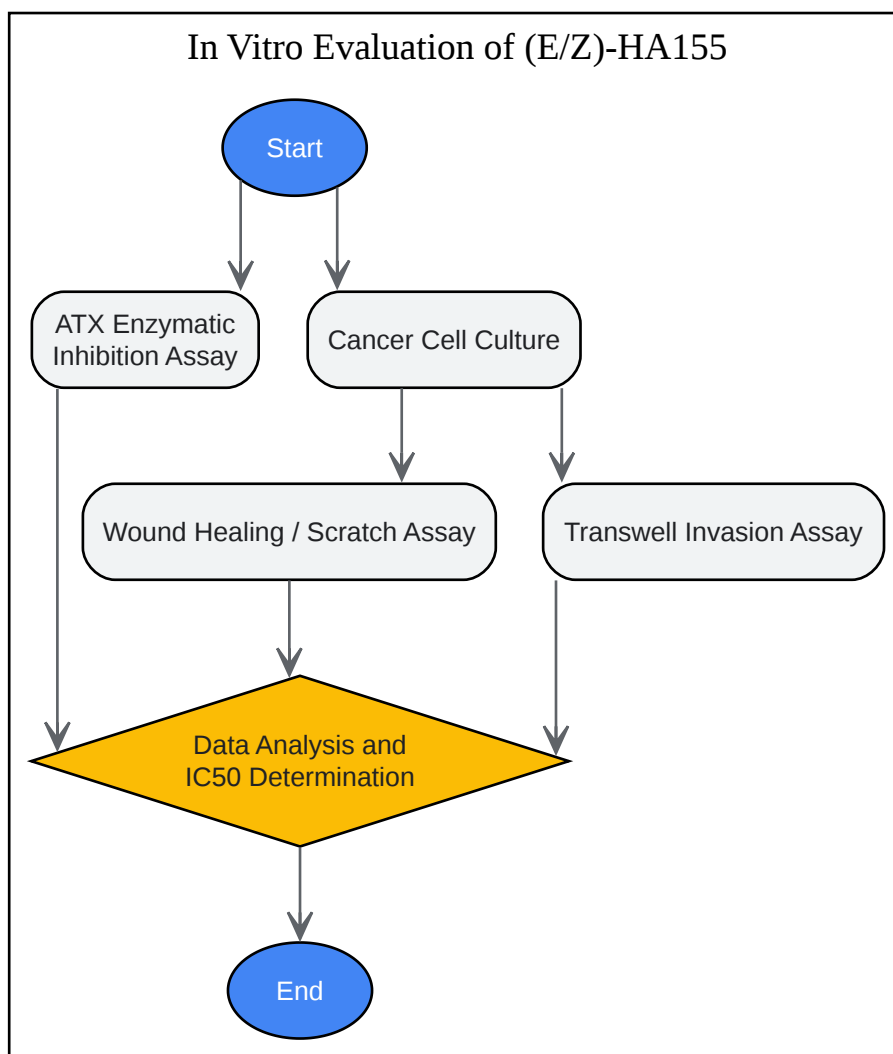 In Vitro Evaluation of (E/Z)-HA155
Start
ATX Enzymatic
Inhibition Assay
Cancer Cell Culture
Wound Healing / Scratch Assay
Transwell Invasion Assay
Data Analysis and
IC50 Determination
End